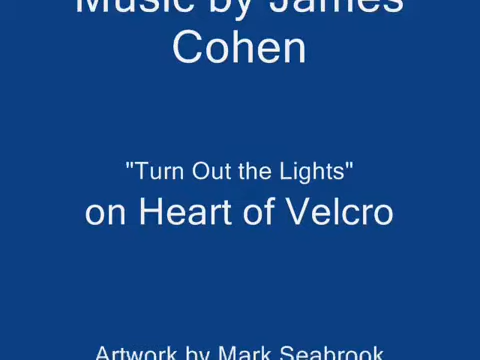 Music by James
Cohen
"Turn Out the Lights"
on Heart of Velcro
Artwork by Mark Seabrook